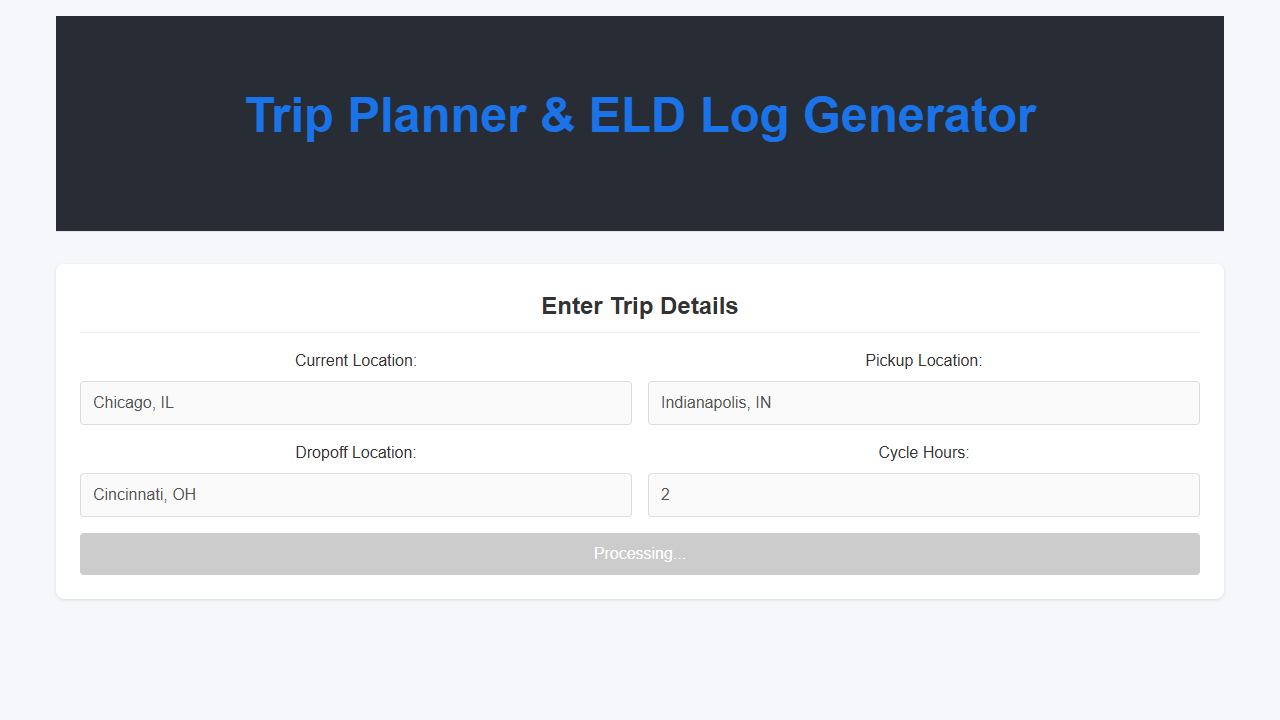 Trip Planner & ELD Log Generator
Enter Trip Details
Current Location:
Pickup Location:
Chicago, IL
Indianapolis, IN
Dropoff Location:
Cycle Hours:
Cincinnati, OH
2
Processing...